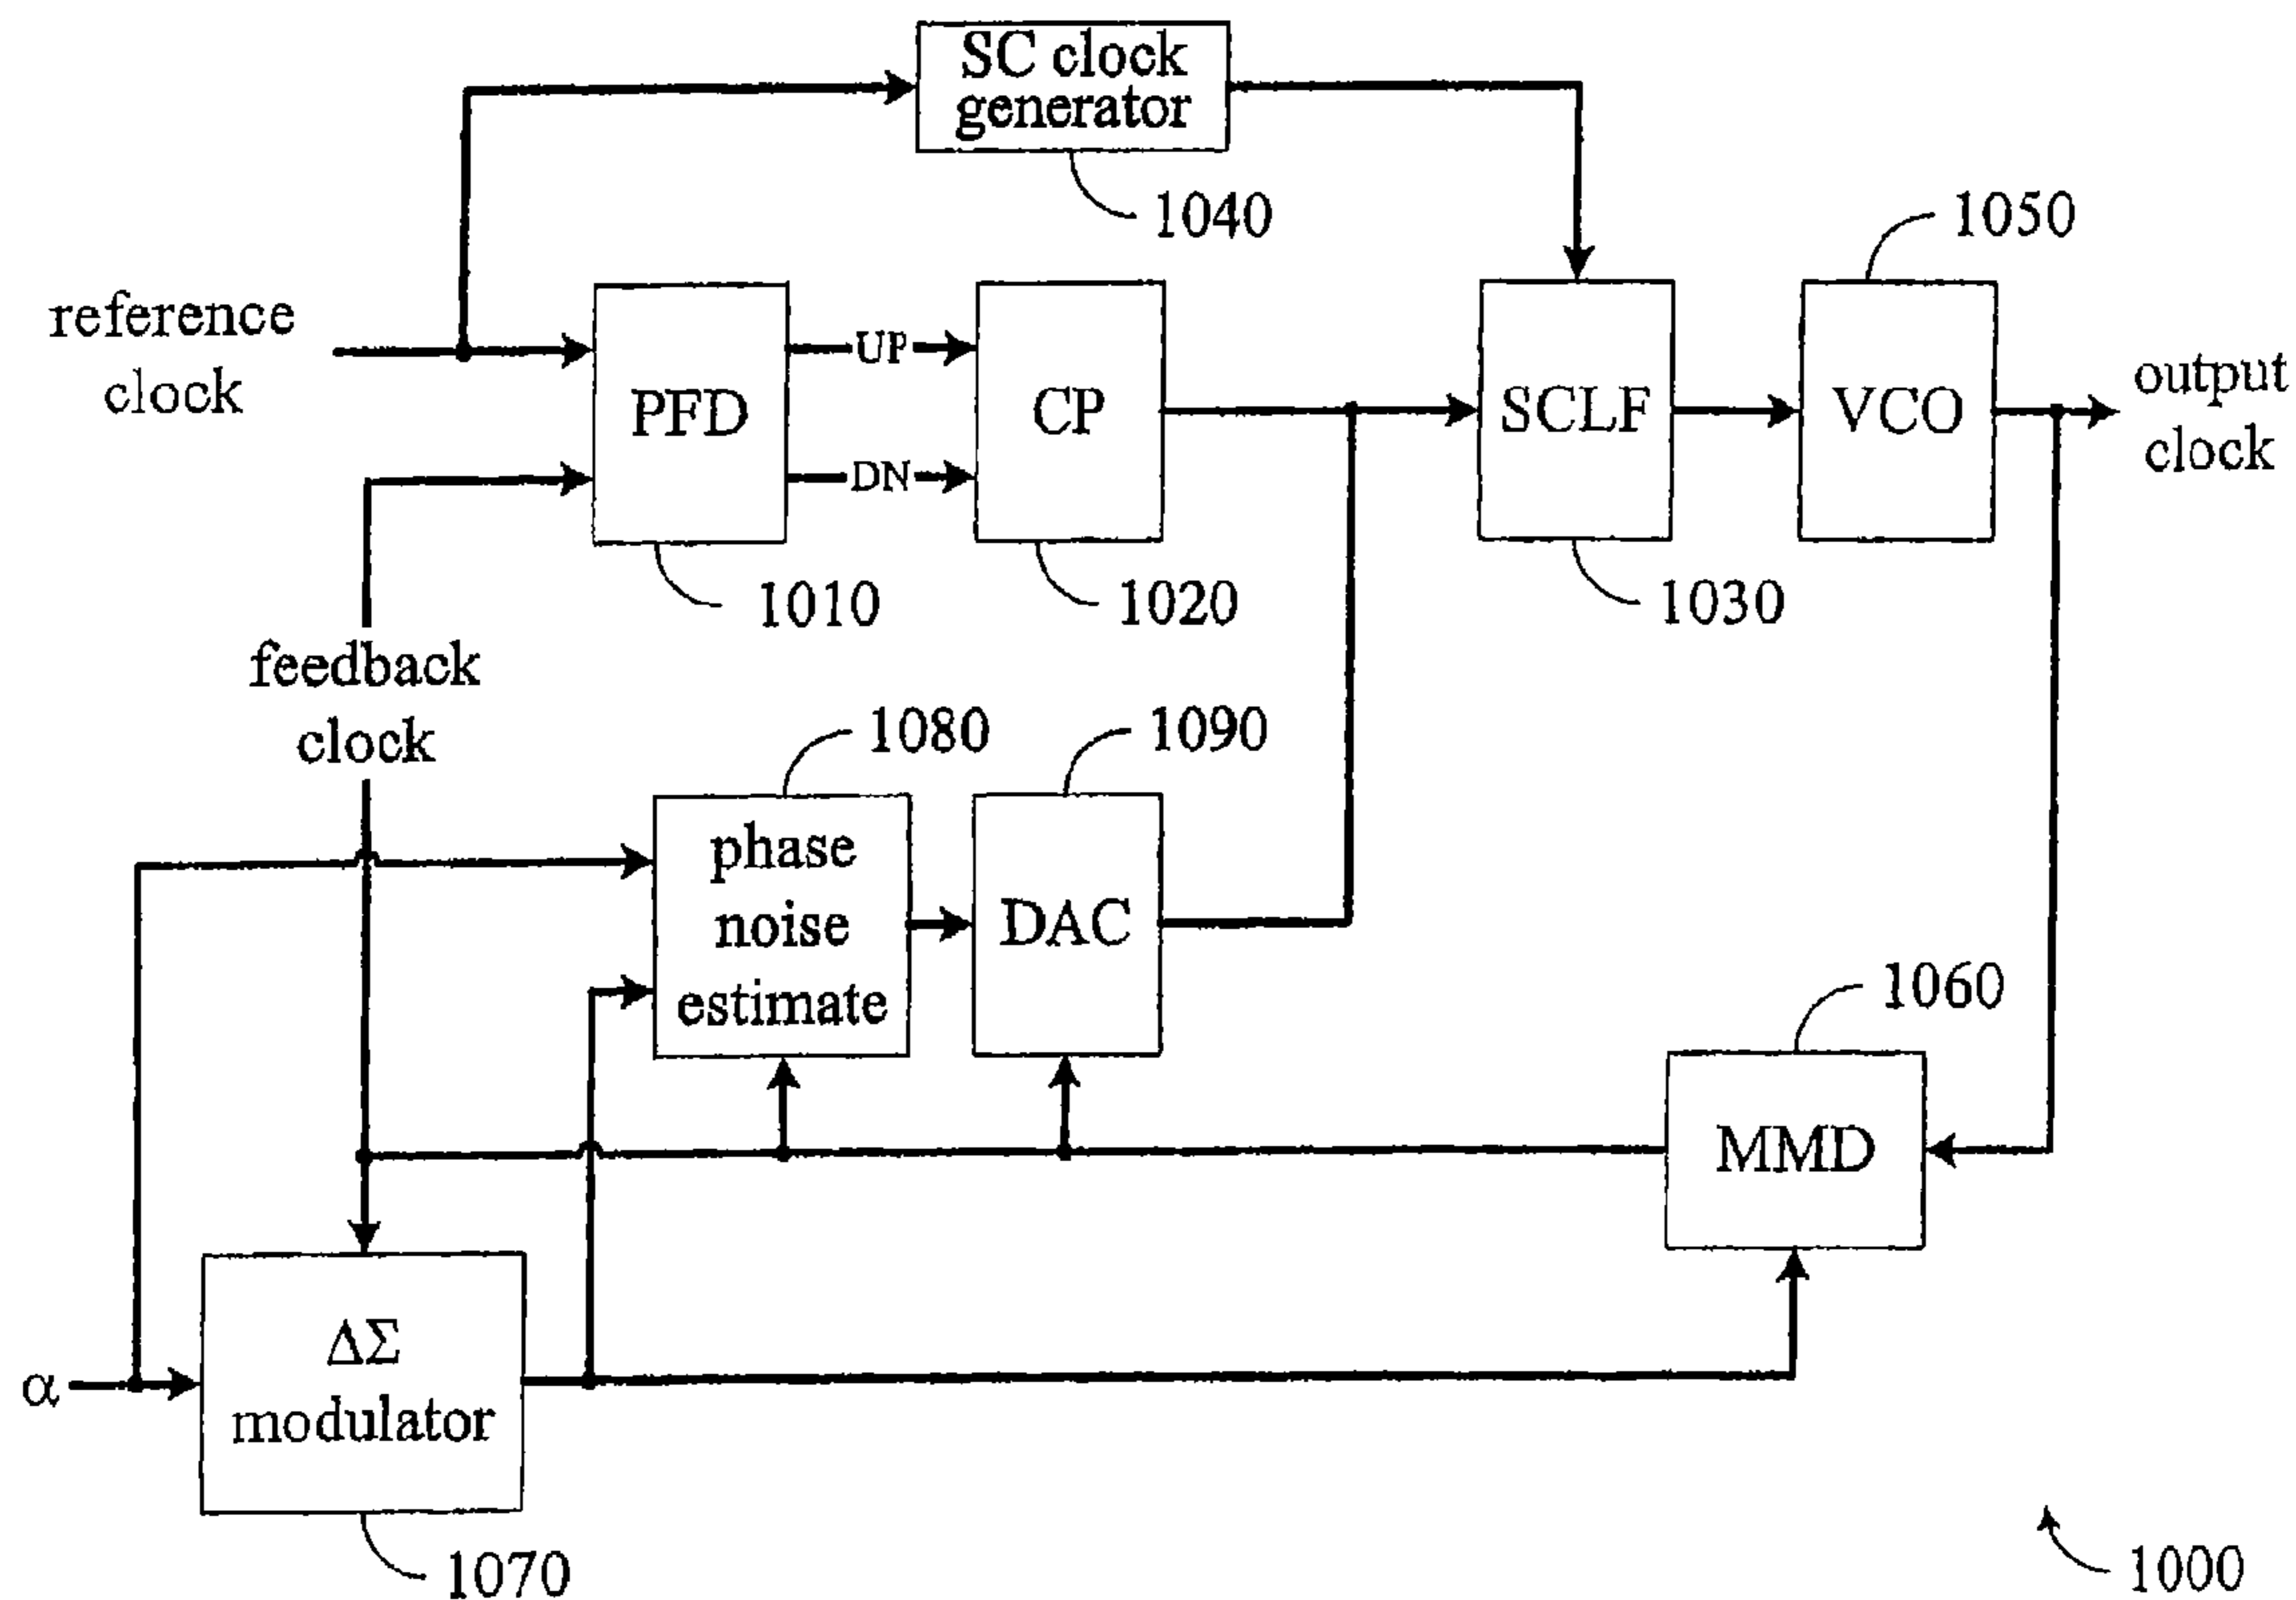 SC clock
generator
1040
1050
reference
clock
UP
PFD
CP
SCLF
VCO
output
clock
DN
1010
1020
1030
feedback
clock
1080
1090
phase
noise
estimate
DAC
1060
MMD
ΔΣ
modulator
α
1070
1000